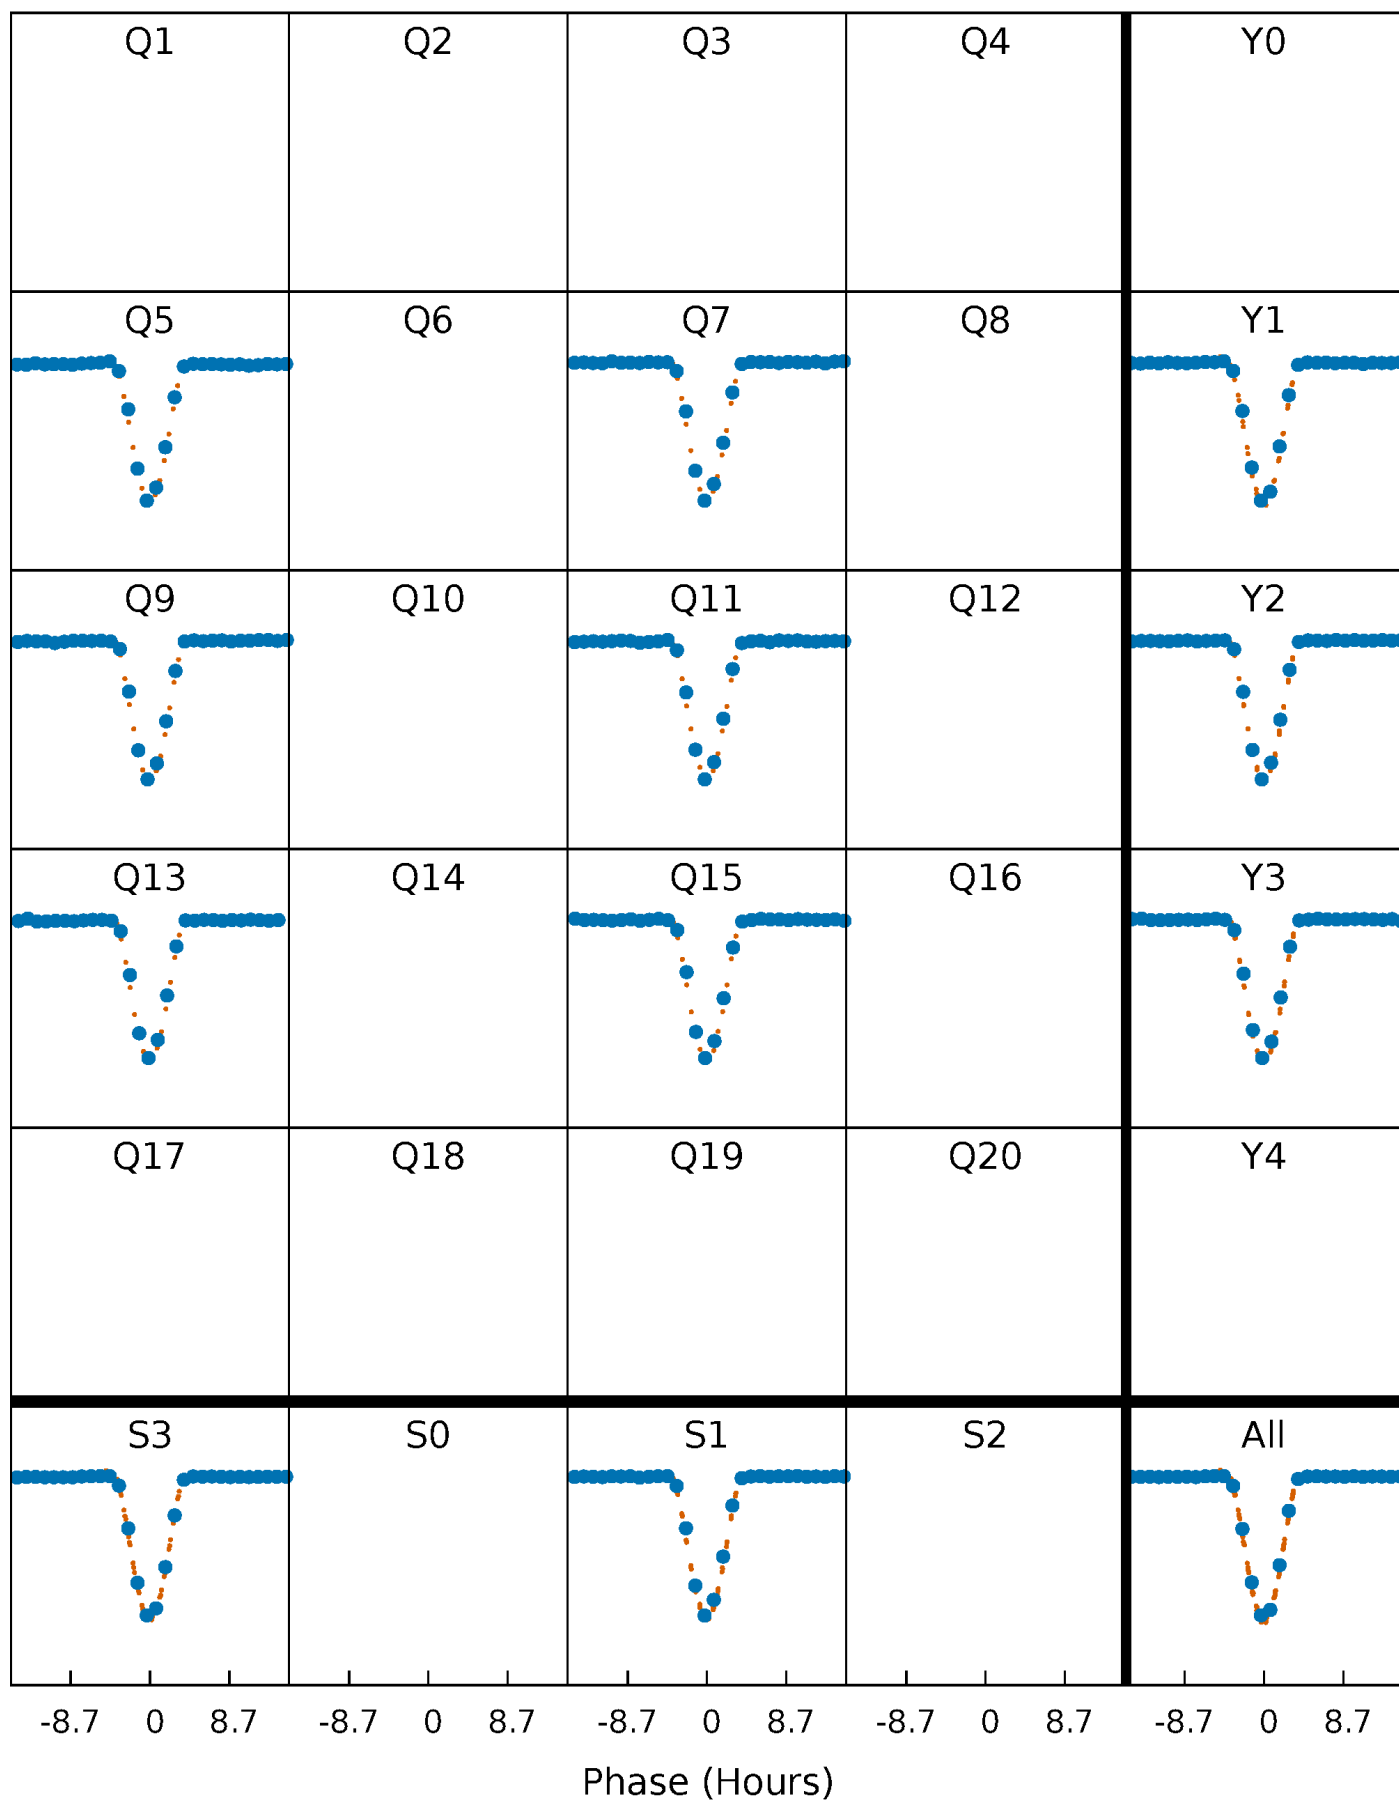 Q1 Q2 Q3 Q4 Y0
Q5 Q6 Q7 Q8 Y1
Q9 Q10 Q11 Q12 Y2
Q13 Q14 Q15 Q16 Y3
Q17 Q18 Q19 Q20 Y4
S3 S0 S1 S2 All
-8.7 0 8.7 -8.7 0 8.7 -8.7 0 8.7 -8.7 0 8.7 -8.7 0 8.7
Phase (Hours)